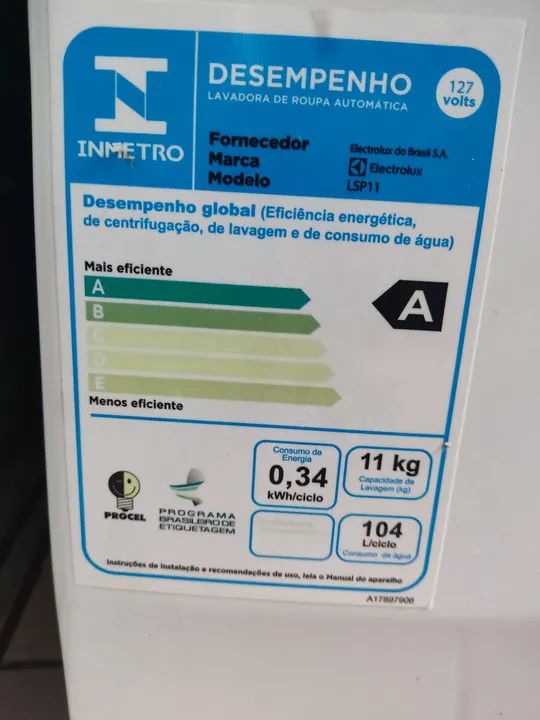 DESEMPENHO
LAVADORA DE ROUPA AUTOMÁTICA
127
volts
INMETRO
Fornecedor
Marca
Modelo
Electrolux do Brasil S.A.
Electrolux
LSP11
Desempenho global (Eficiência energética,
de centrifugação, de lavagem e de consumo de água)
Mais eficiente
A
B
C
D
E
Menos eficiente
A
PROCEL
PROGRAMA
BRASILEIRO DE
ETIQUETAGEM
Consumo de
Energia
0,34
kWh/ciclo
11 kg
Capacidade de
Lavagem (kg)
104
L/ciclo
Consumo de água
Instruções de instalação e recomendações de uso, leia o Manual do aparelho
A17897906